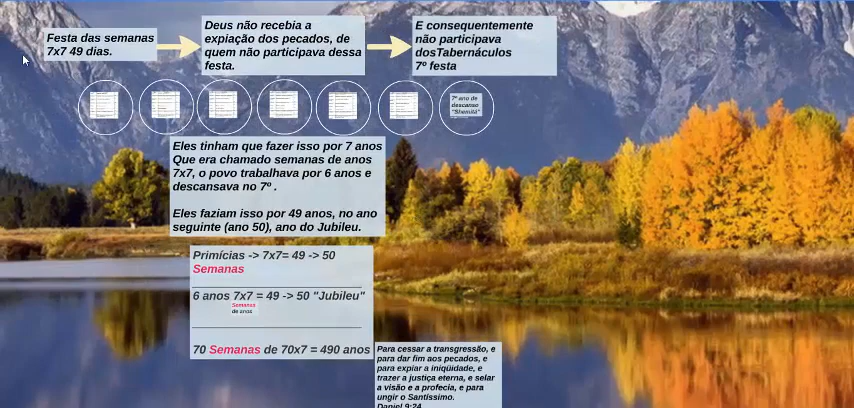 Festa das semanas
7x7 49 dias.
Deus não recebia a
expiação dos pecados, de
quem não participava dessa
festa.
E consequentemente
não participava
dosTabernáculos
7º festa
7º ano de
descanso
"Shemitá"
Eles tinham que fazer isso por 7 anos
Que era chamado semanas de anos
7x7, o povo trabalhava por 6 anos e
descansava no 7º .
Eles faziam isso por 49 anos, no ano
seguinte (ano 50), ano do Jubileu.
Primícias -> 7x7= 49 -> 50
Semanas
6 anos 7x7 = 49 -> 50 "Jubileu"
Semanas
de anos
70 Semanas de 70x7 = 490 anos
Para cessar a transgressão, e
para dar fim aos pecados, e
para expiar a iniqüidade, e
trazer a justiça eterna, e selar
a visão e a profecia, e para
ungir o Santíssimo.
Daniel 9:24